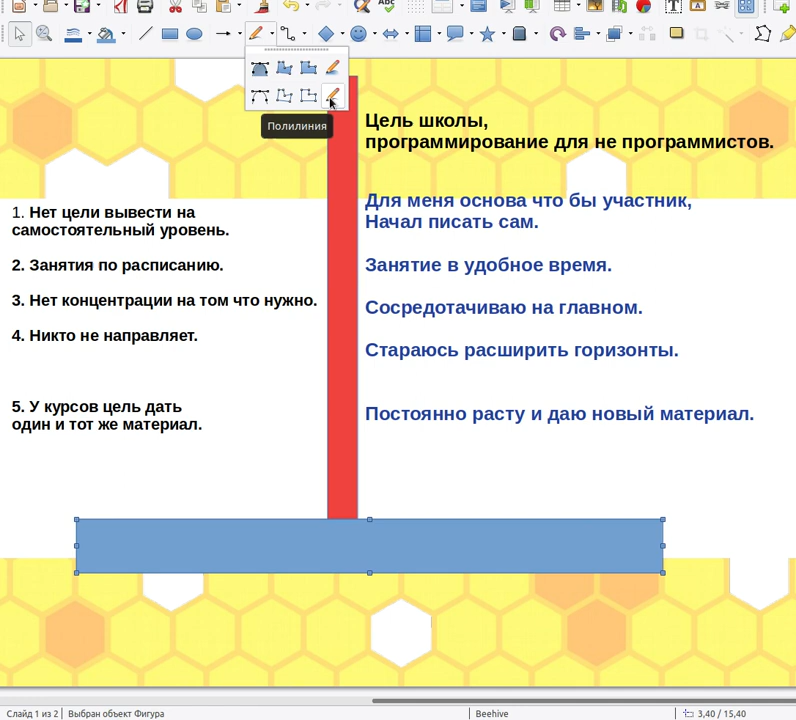 Abc
T
A
Полилиния
Цель школы,
программирование для не программистов.
1. Нет цели вывести на
самостоятельный уровень.
2. Занятия по расписанию.
3. Нет концентрации на том что нужно.
4. Никто не направляет.
5. У курсов цель дать
один и тот же материал.
Для меня основа что бы участник,
Начал писать сам.
Занятие в удобное время.
Сосредотачиваю на главном.
Стараюсь расширить горизонты.
Постоянно расту и даю новый материал.
Слайд 1 из 2 Выбран объект Фигура Beehive 3,40 / 15,40